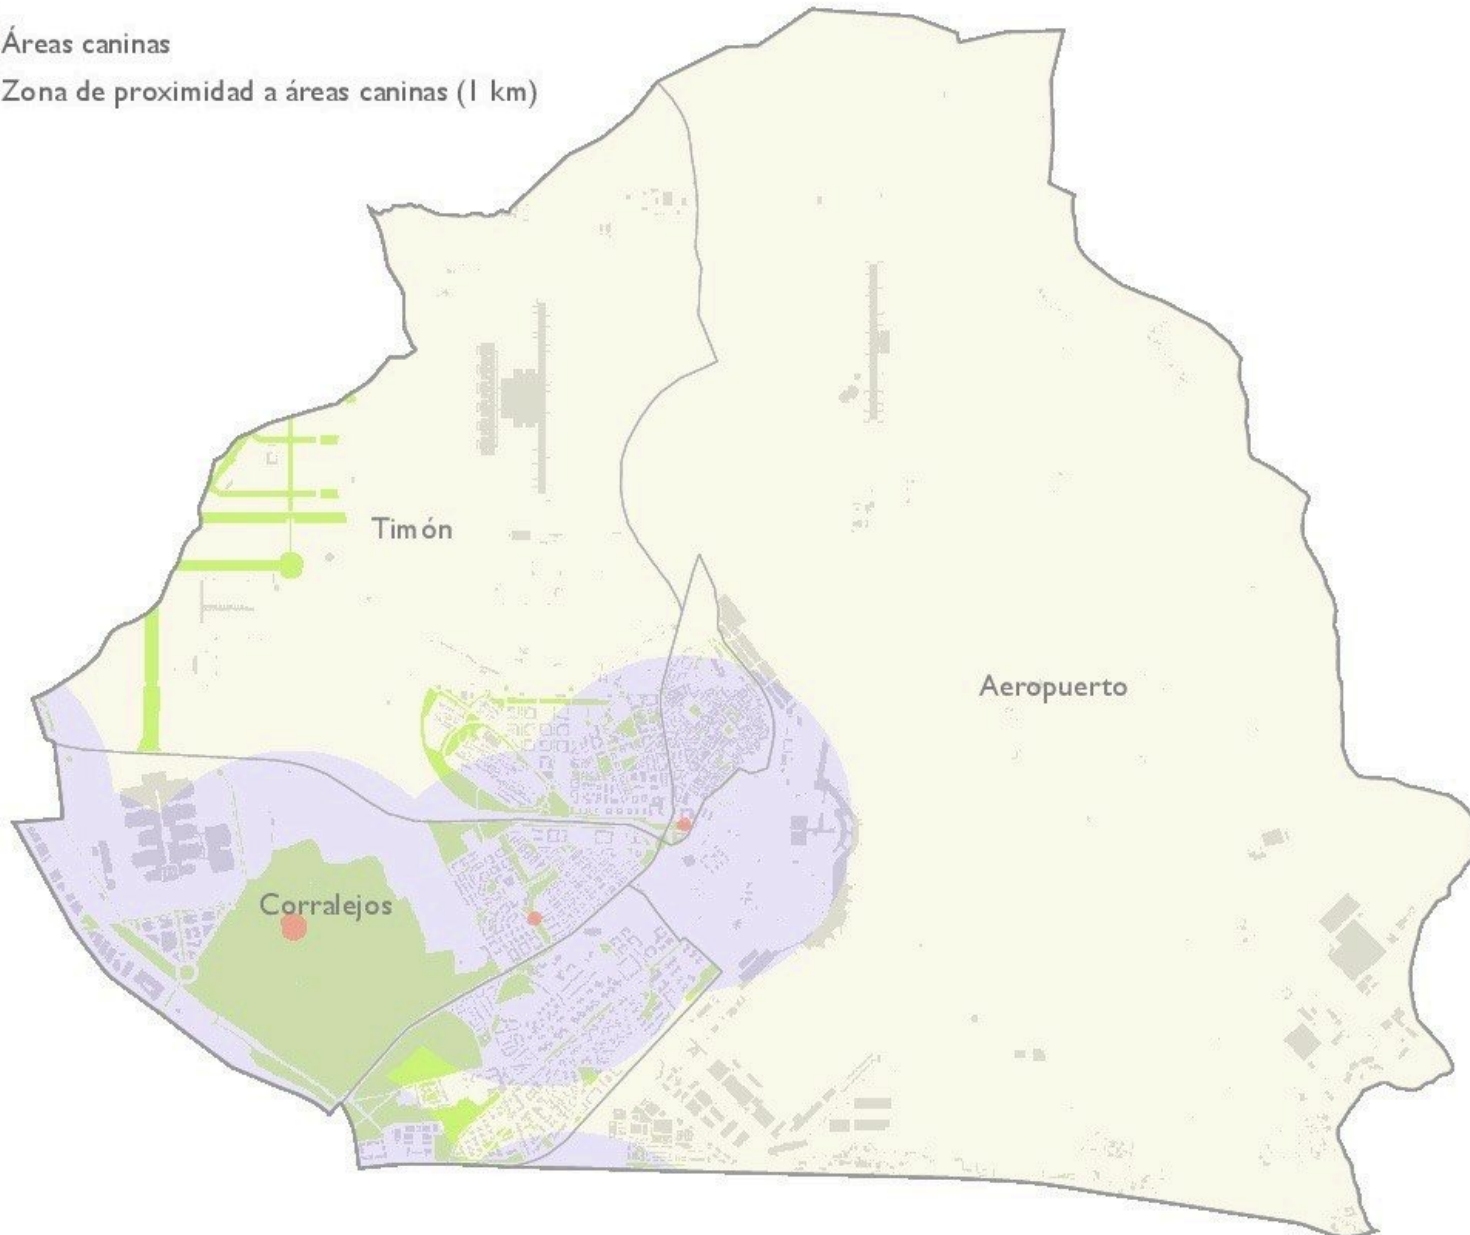 Áreas caninas
Zona de proximidad a áreas caninas (1 km)
Timón
Aeropuerto
Corralejos